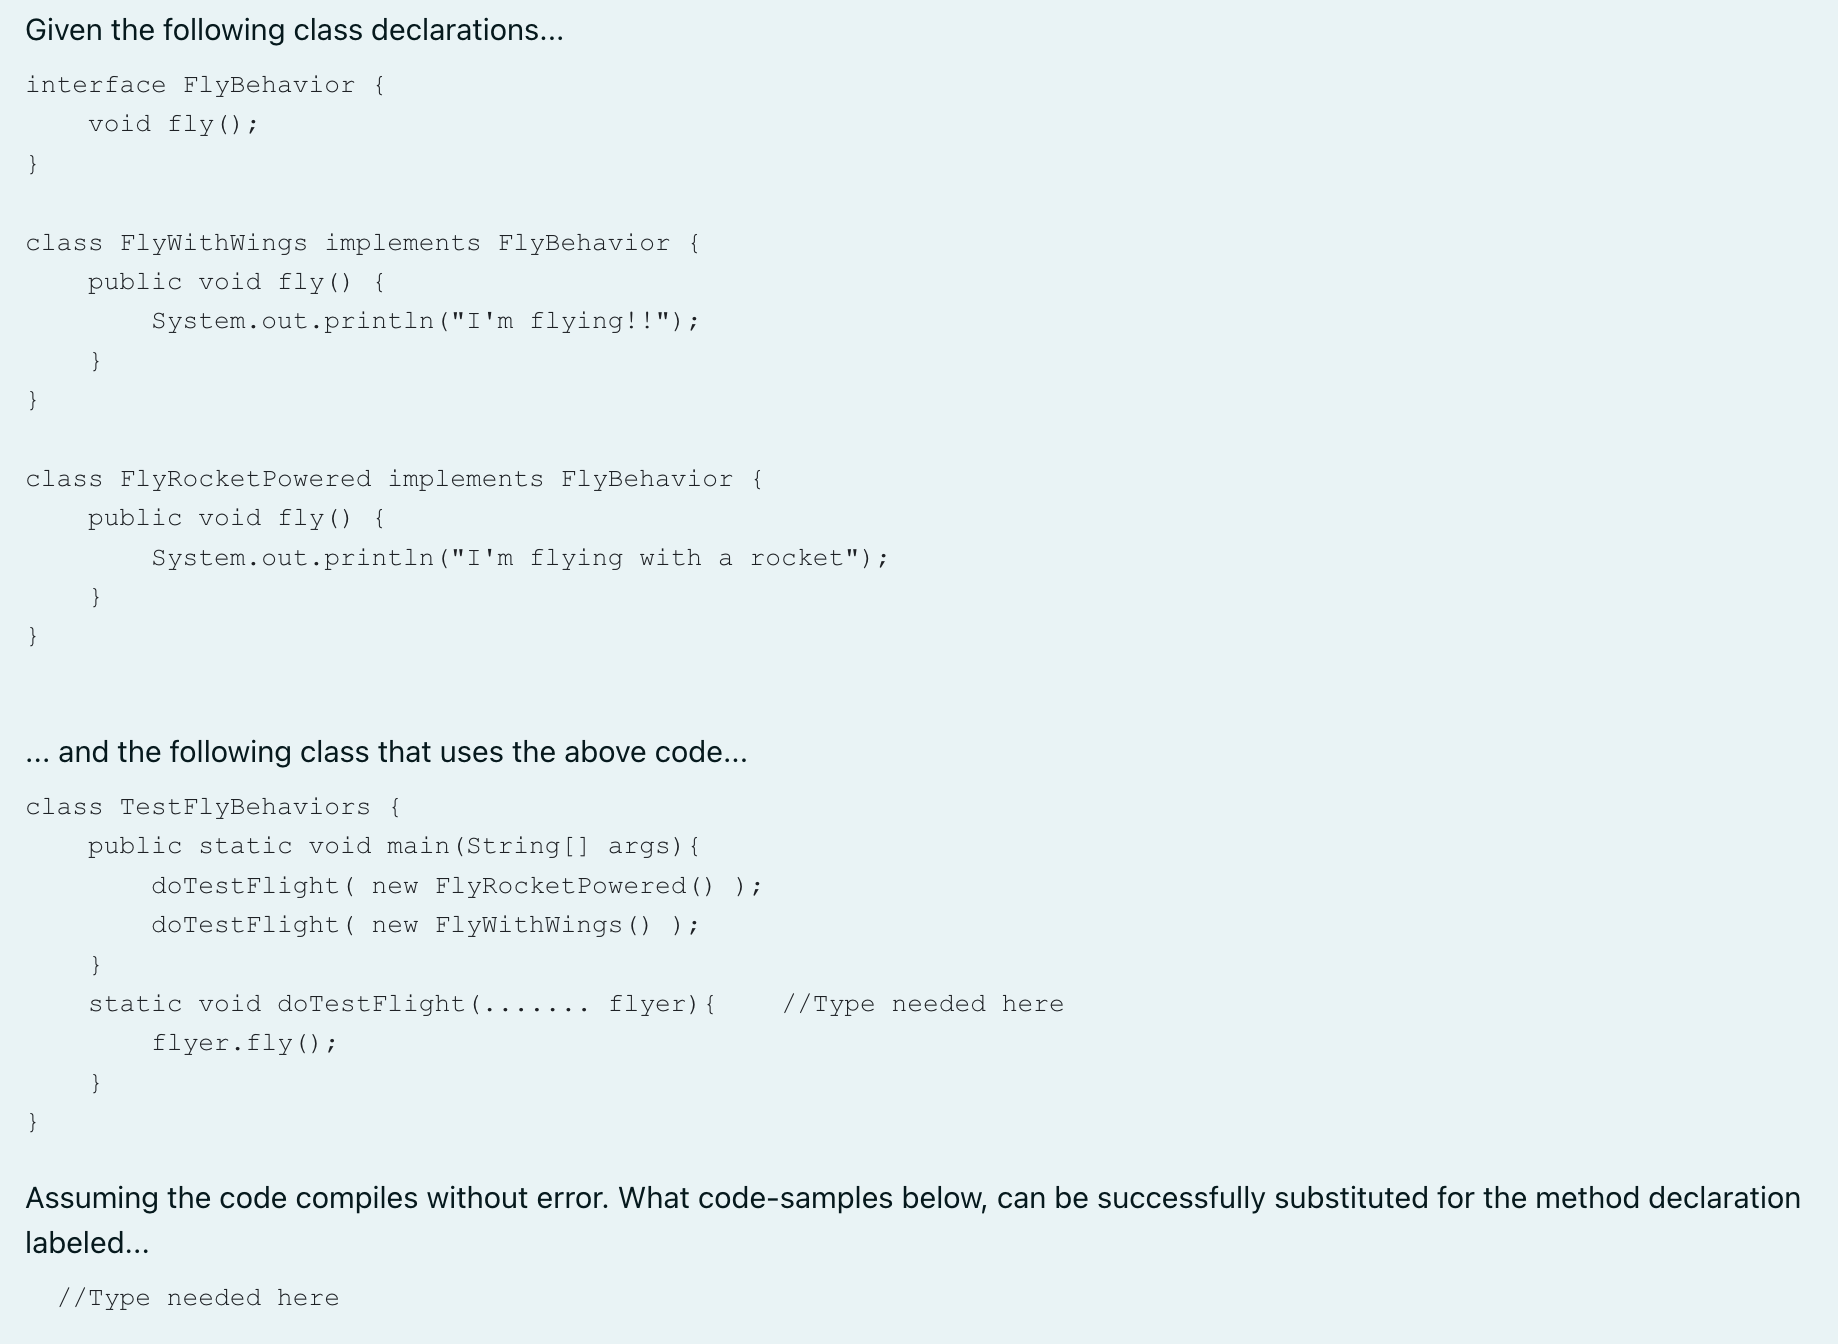 Given the following class declarations...
interface FlyBehavior {
    void fly();
}
class FlyWithWings implements FlyBehavior {
    public void fly() {
        System.out.println("I'm flying!!");
    }
}
class FlyRocketPowered implements FlyBehavior {
    public void fly() {
        System.out.println("I'm flying with a rocket");
    }
}
... and the following class that uses the above code...
class TestFlyBehaviors {
    public static void main(String[] args){
        doTestFlight( new FlyRocketPowered() );
        doTestFlight( new FlyWithWings() );
    }
    static void doTestFlight(....... flyer){    //Type needed here
        flyer.fly();
    }
}
Assuming the code compiles without error. What code-samples below, can be successfully substituted for the method declaration
labeled...
  //Type needed here